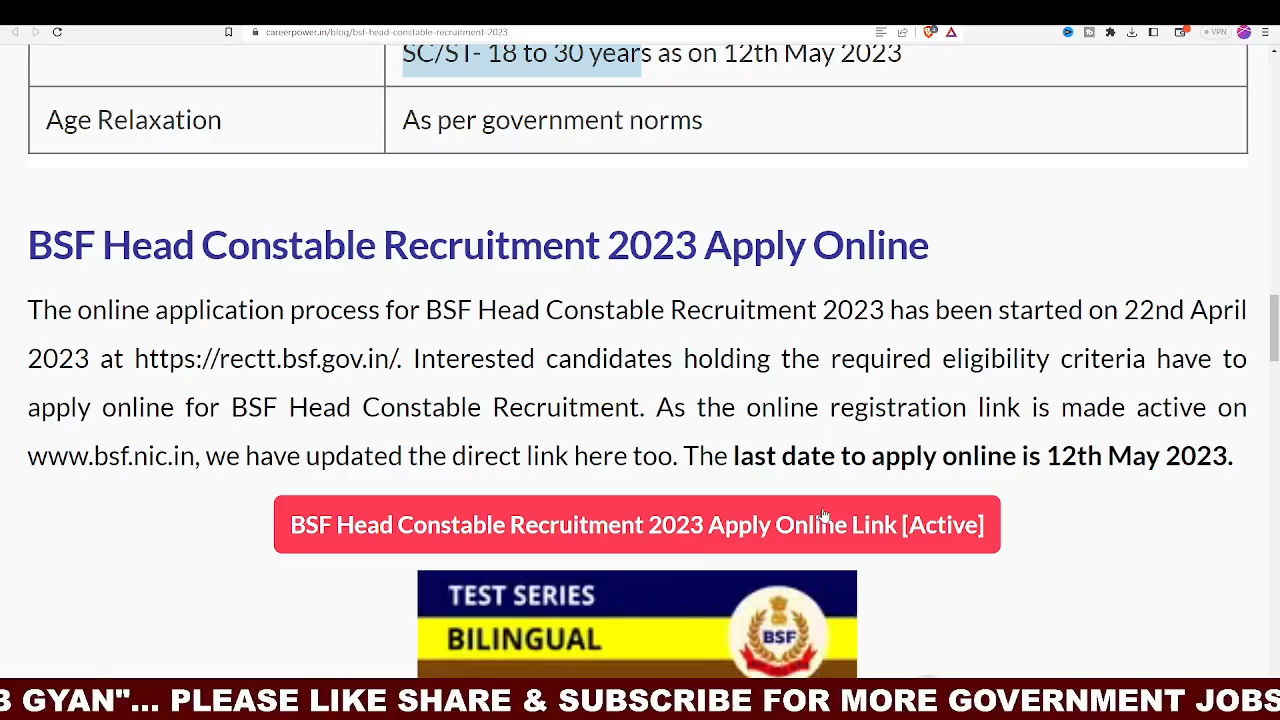 careerpower.in/blog/bsf-head-constable-recruitment-2023
VPN
SC/ST- 18 to 30 years as on 12th May 2023
Age Relaxation
As per government norms
BSF Head Constable Recruitment 2023 Apply Online
The online application process for BSF Head Constable Recruitment 2023 has been started on 22nd April
2023 at https://rectt.bsf.gov.in/. Interested candidates holding the required eligibility criteria have to
apply online for BSF Head Constable Recruitment. As the online registration link is made active on
www.bsf.nic.in, we have updated the direct link here too. The last date to apply online is 12th May 2023.
BSF Head Constable Recruitment 2023 Apply Online Link [Active]
TEST SERIES
BILINGUAL
BSF
B GYAN"... PLEASE LIKE SHARE & SUBSCRIBE FOR MORE GOVERNMENT JOBS